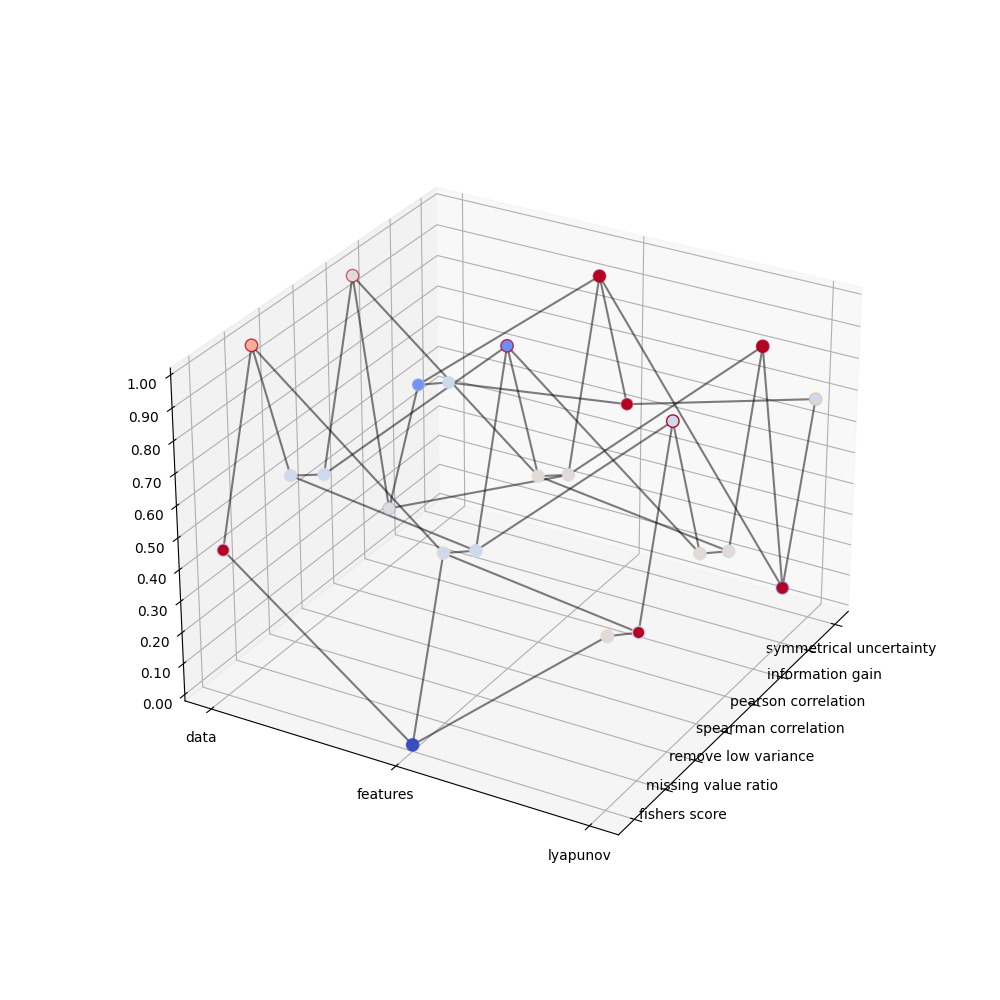 1.00
0.90
0.80
0.70
0.60
0.50
0.40
0.30
0.20
0.10
0.00
data
features
lyapunov
symmetrical uncertainty
information gain
pearson correlation
spearman correlation
remove low variance
missing value ratio
fishers score